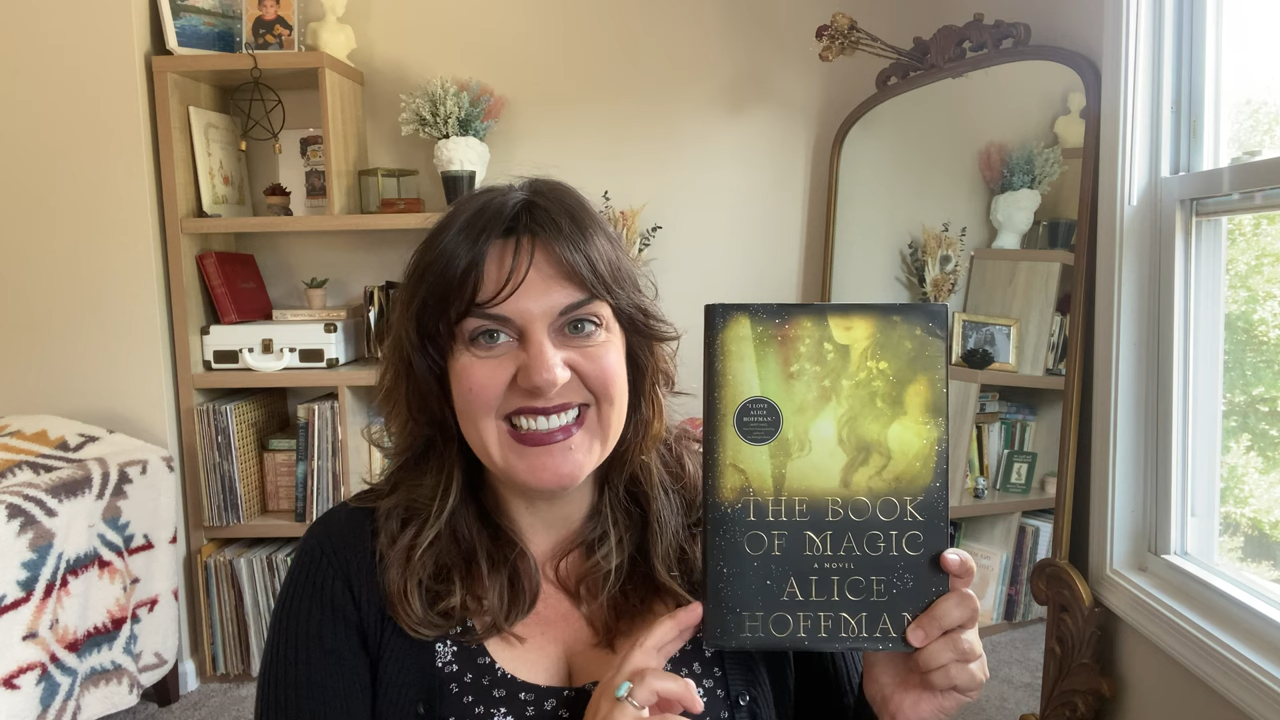 "I LOVE
ALICE
HOFFMAN."
THE BOOK
OF MAGIC
A NOVEL
ALICE
HOFFMAN